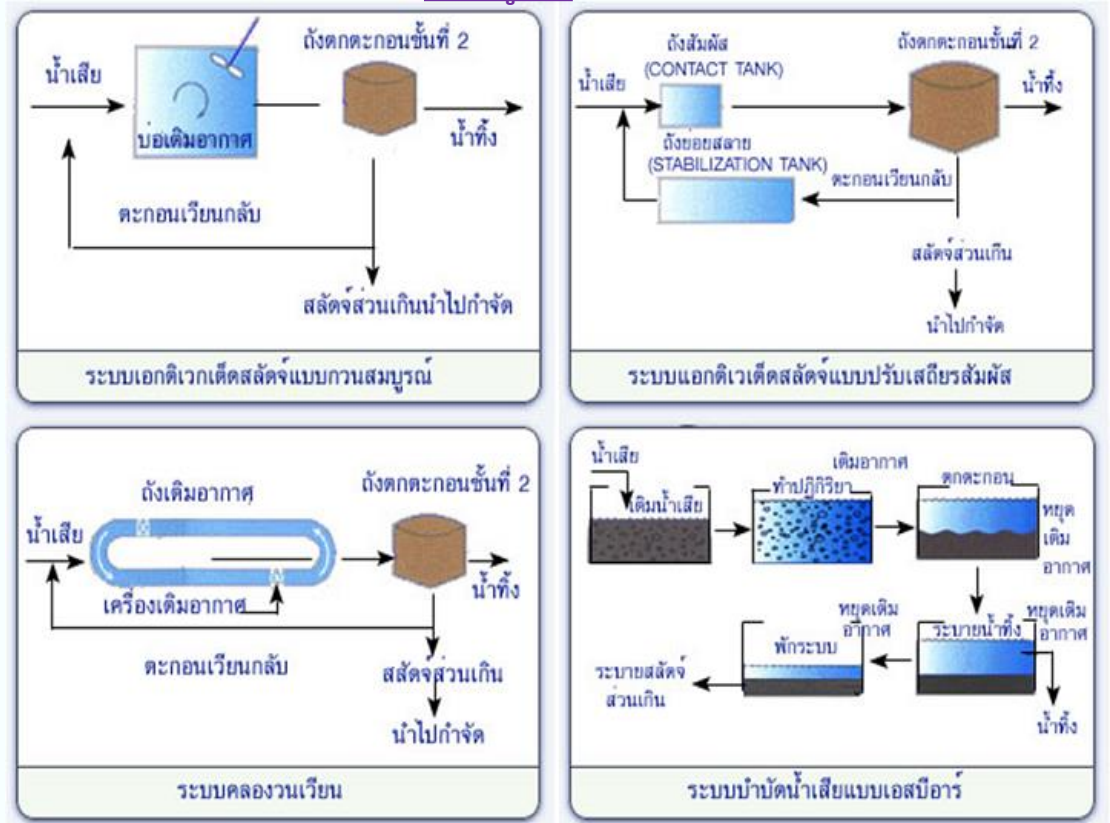 ถังตกตะกอนชั้นที่ 2
น้ำเสีย
บ่อเติมอากาศ
น้ำทิ้ง
ตะกอนเวียนกลับ
สลัดจ์ส่วนเกินนำไปกำจัด
ระบบเอกติเวกเต็ดสลัดจ์แบบกวนสมบูรณ์
ถังสัมผัส
(CONTACT TANK)
ถังตกตะกอนชั้นที่ 2
น้ำเสีย
น้ำทิ้ง
ถังย่อยสลาย
(STABILIZATION TANK)
ตะกอนเวียนกลับ
สลัดจ์ส่วนเกิน
นำไปกำจัด
ระบบแอกติเวเต็ดสลัดจ์แบบปรับเสถียรสัมผัส
ถังเติมอากาศ
ถังตกตะกอนชั้นที่ 2
น้ำเสีย
น้ำทิ้ง
เครื่องเติมอากาศ
ตะกอนเวียนกลับ
สสัดจ์ส่วนเกิน
นำไปกำจัด
ระบบคลองวนเวียน
น้ำเสีย
เติมน้ำเสีย
เติมอากาศ
ทำปฏิกิริยา
ตกตะกอน
หยุด
เติม
อากาศ
หยุดเติม
อากาศ
ระบายน้ำทิ้ง
หยุดเติม
อากาศ
พักระบบ
ระบายสลัดจ์
ส่วนเกิน
น้ำทิ้ง
ระบบบำบัดน้ำเสียแบบเอสบีอาร์